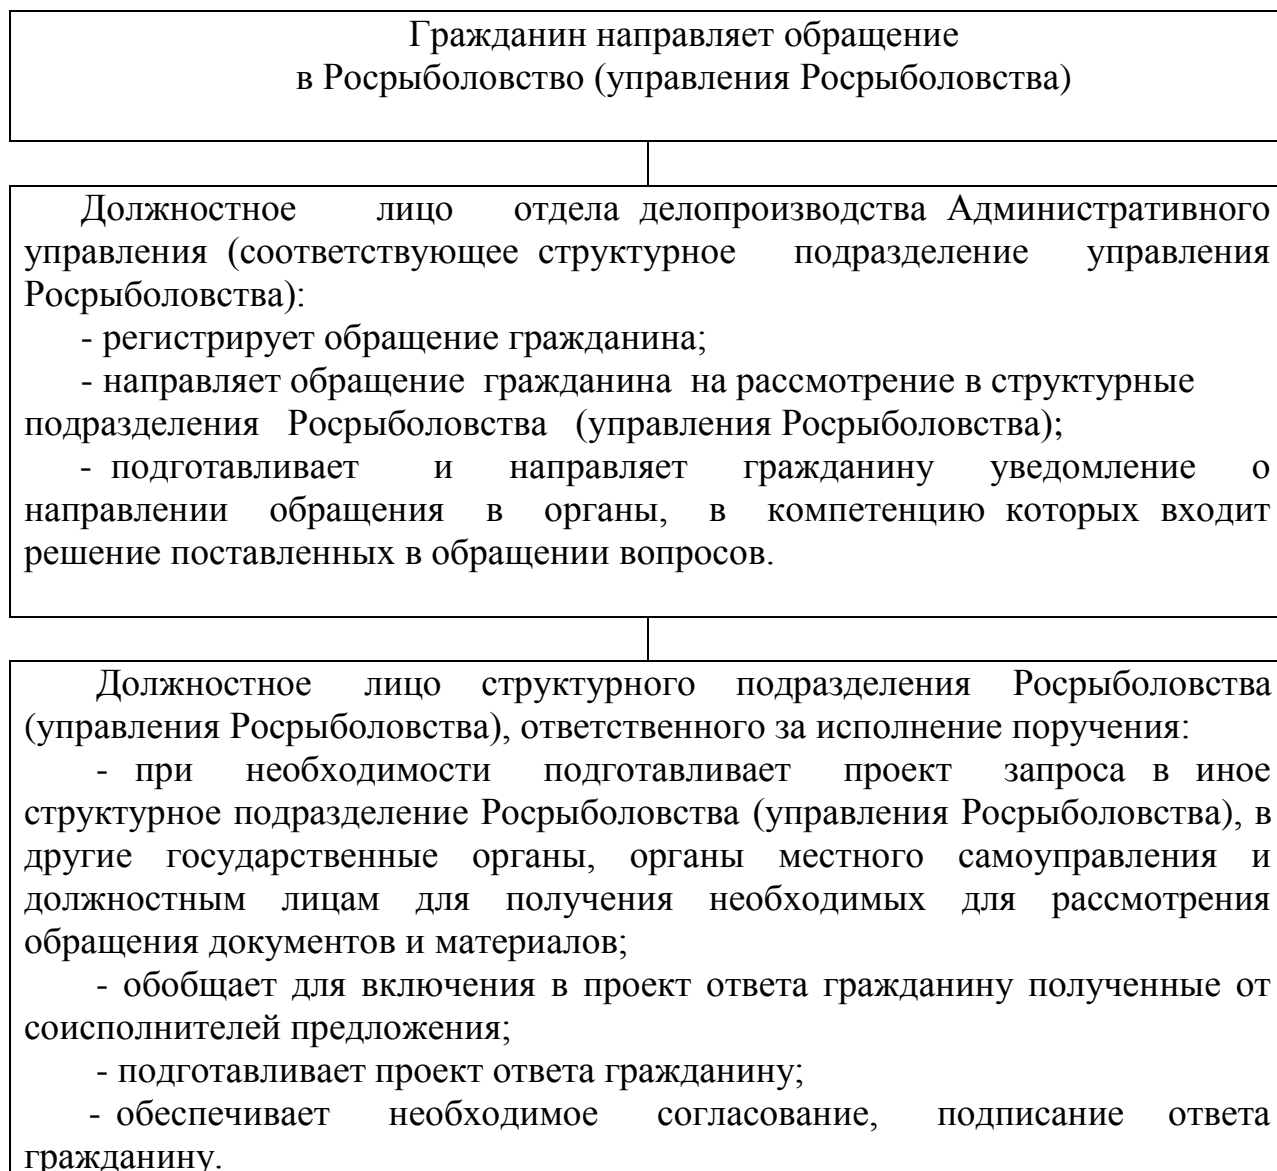 Гражданин направляет обращение
в Росрыболовство (управления Росрыболовства)
Должностное лицо отдела делопроизводства Административного
управления (соответствующее структурное подразделение управления
Росрыболовства):
- регистрирует обращение гражданина;
- направляет обращение гражданина на рассмотрение в структурные
подразделения Росрыболовства (управления Росрыболовства);
- подготавливает и направляет гражданину уведомление о
направлении обращения в органы, в компетенцию которых входит
решение поставленных в обращении вопросов.
Должностное лицо структурного подразделения Росрыболовства
(управления Росрыболовства), ответственного за исполнение поручения:
- при необходимости подготавливает проект запроса в иное
структурное подразделение Росрыболовства (управления Росрыболовства), в
другие государственные органы, органы местного самоуправления и
должностным лицам для получения необходимых для рассмотрения
обращения документов и материалов;
- обобщает для включения в проект ответа гражданину полученные от
соисполнителей предложения;
- подготавливает проект ответа гражданину;
- обеспечивает необходимое согласование, подписание ответа
гражданину.